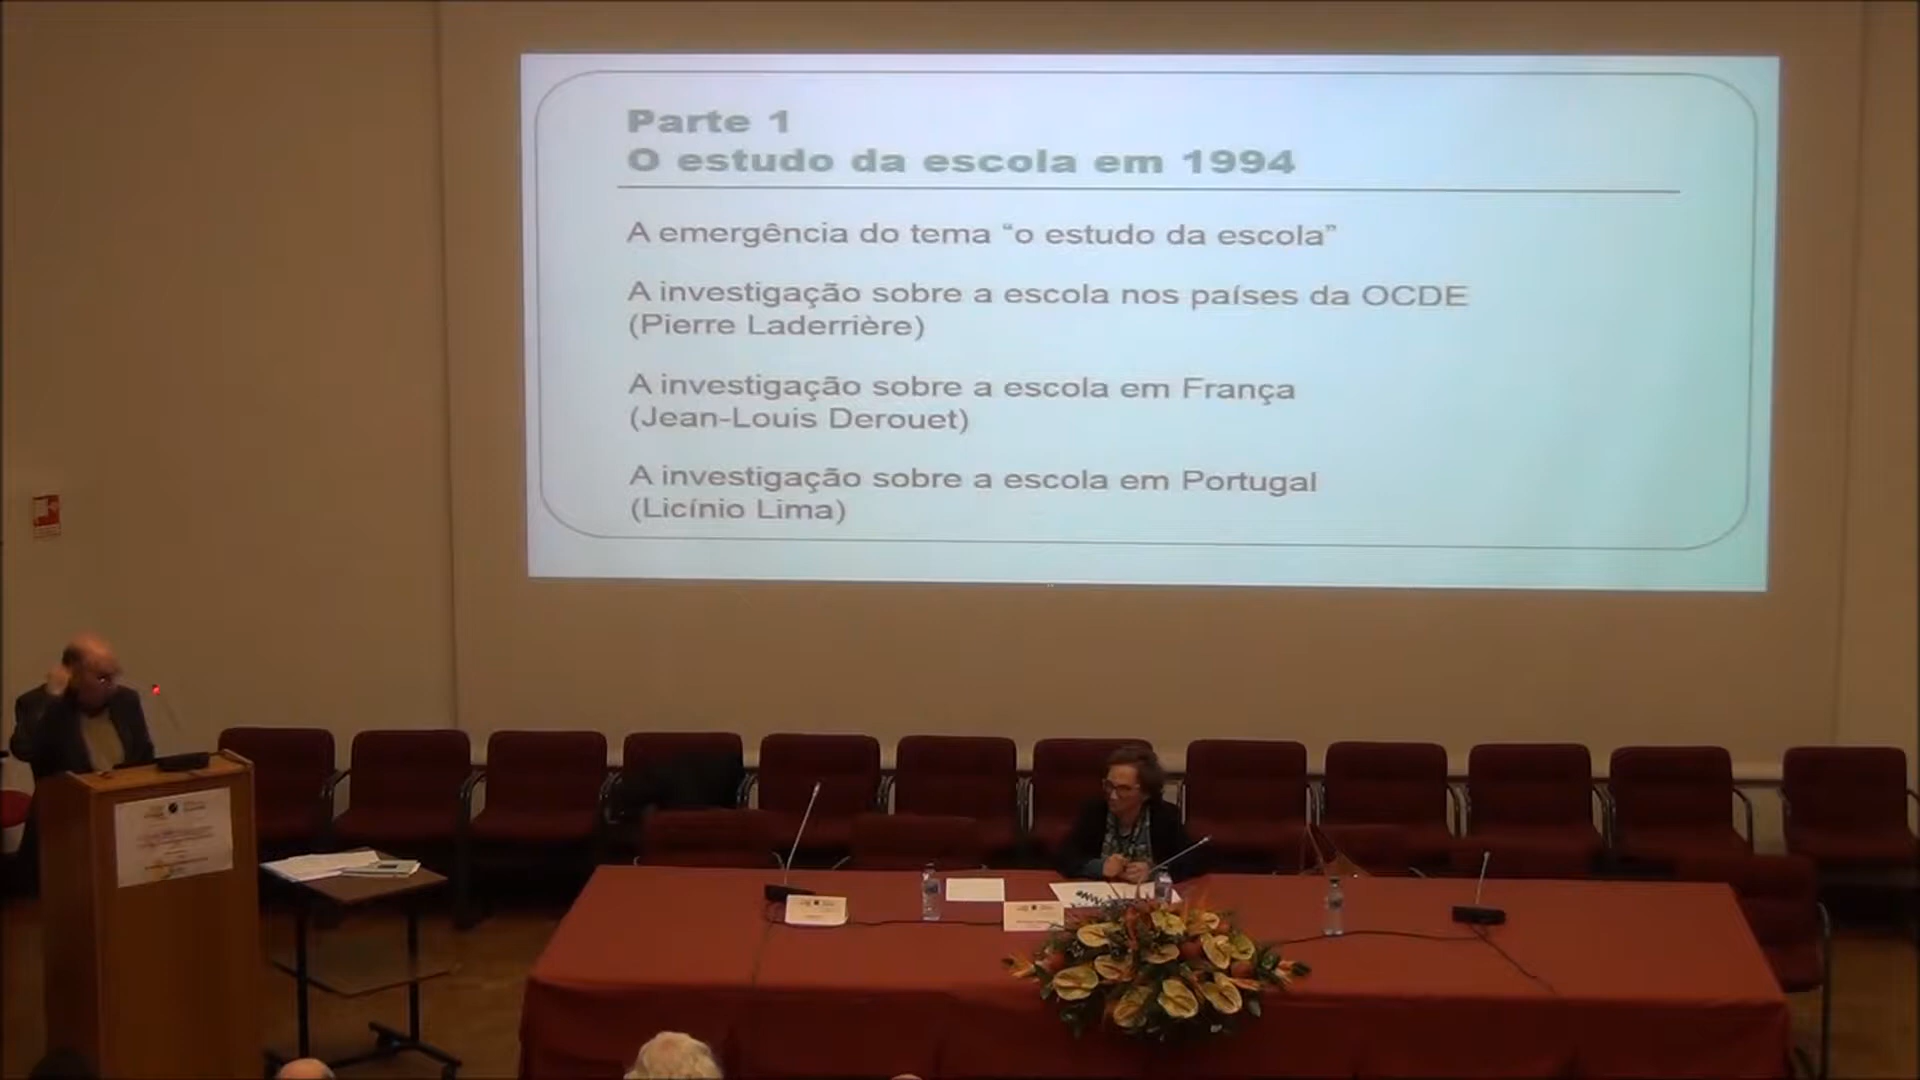 Parte 1
O estudo da escola em 1994
A emergência do tema “o estudo da escola”
A investigação sobre a escola nos países da OCDE
(Pierre Laderrière)
A investigação sobre a escola em França
(Jean-Louis Derouet)
A investigação sobre a escola em Portugal
(Licínio Lima)